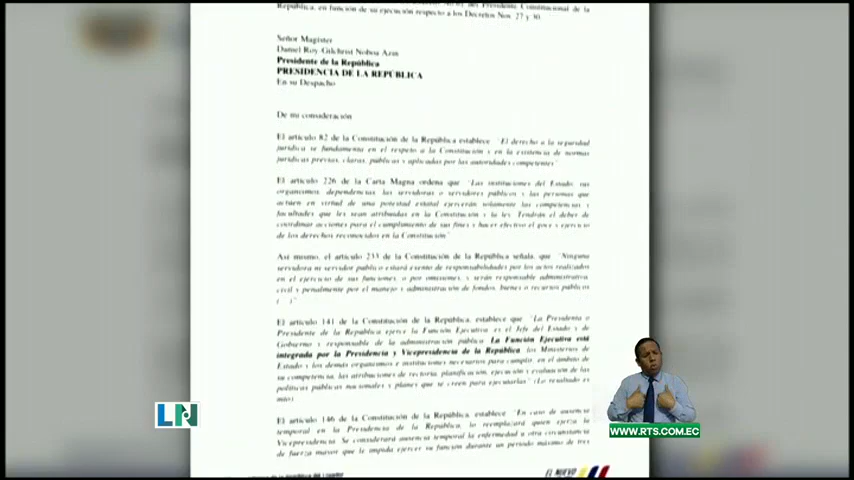 República, en función de su ejecución respecto a los Decretos Nos. 27 y 30.
Señor Magíster
Daniel Roy Gilchrist Noboa Azin
Presidente de la República
PRESIDENCIA DE LA REPÚBLICA
En su Despacho
De mi consideración
El artículo 82 de la Constitución de la República establece "El derecho a la seguridad
jurídica se fundamenta en el respeto a la Constitución y en la existencia de normas
jurídicas previas, claras, públicas y aplicadas por las autoridades competentes"
El artículo 226 de la Carta Magna ordena que "Las instituciones del Estado, sus
organismos, dependencias, las servidoras o servidores públicos y las personas que
actúen en virtud de una potestad estatal ejercerán solamente las competencias y
facultades que les sean atribuidas en la Constitución y la ley. Tendrán el deber de
coordinar acciones para el cumplimiento de sus fines y hacer efectivo el goce y ejercicio
de los derechos reconocidos en la Constitución"
Así mismo, el artículo 233 de la Constitución de la República señala, que "Ninguna
servidora ni servidor público estará exento de responsabilidades por los actos realizados
en el ejercicio de sus funciones, o por omisiones, y serán responsable administrativa,
civil y penalmente por el manejo y administración de fondos, bienes o recursos públicos
(...)"
El artículo 141 de la Constitución de la República, establece que "La Presidenta o
Presidente de la República ejerce la Función Ejecutiva, es el Jefe del Estado y de
Gobierno y responsable de la administración pública. La Función Ejecutiva está
integrada por la Presidencia y Vicepresidencia de la República, los Ministerios de
Estado y los demás organismos e instituciones necesarios para cumplir, en el ámbito de
su competencia, las atribuciones de rectoría, planificación, ejecución y evaluación de las
políticas públicas nacionales y planes que se creen para ejecutarlas" (Lo resaltado es
mío)
El artículo 146 de la Constitución de la República, establece "En caso de ausencia
temporal en la Presidencia de la República, lo reemplazará quien ejerza la
Vicepresidencia. Se considerará ausencia temporal la enfermedad u otra circunstancia
de fuerza mayor que le impida ejercer su función durante un período máximo de tres
EL NUEVO
LN
WWW.RTS.COM.EC